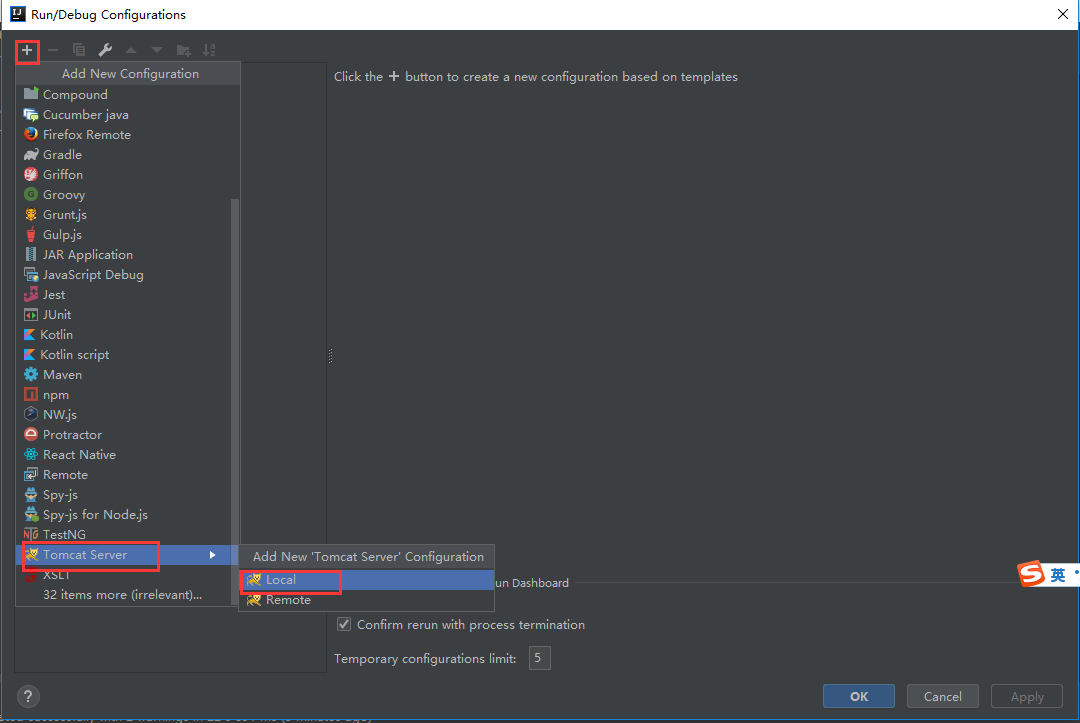 Run/Debug Configurations
Add New Configuration
Click the + button to create a new configuration based on templates
Compound
Cucumber java
Firefox Remote
Gradle
Griffon
Groovy
Grunt.js
Gulp.js
JAR Application
JavaScript Debug
Jest
JUnit
Kotlin
Kotlin script
Maven
npm
NW.js
Protractor
React Native
Remote
Spy-js
Spy-js for Node.js
TestNG
Tomcat Server
XSLT
32 items more (irrelevant)...
Add New 'Tomcat Server' Configuration
Local
Remote
un Dashboard
英
Confirm rerun with process termination
Temporary configurations limit: 5
?
OK
Cancel
Apply